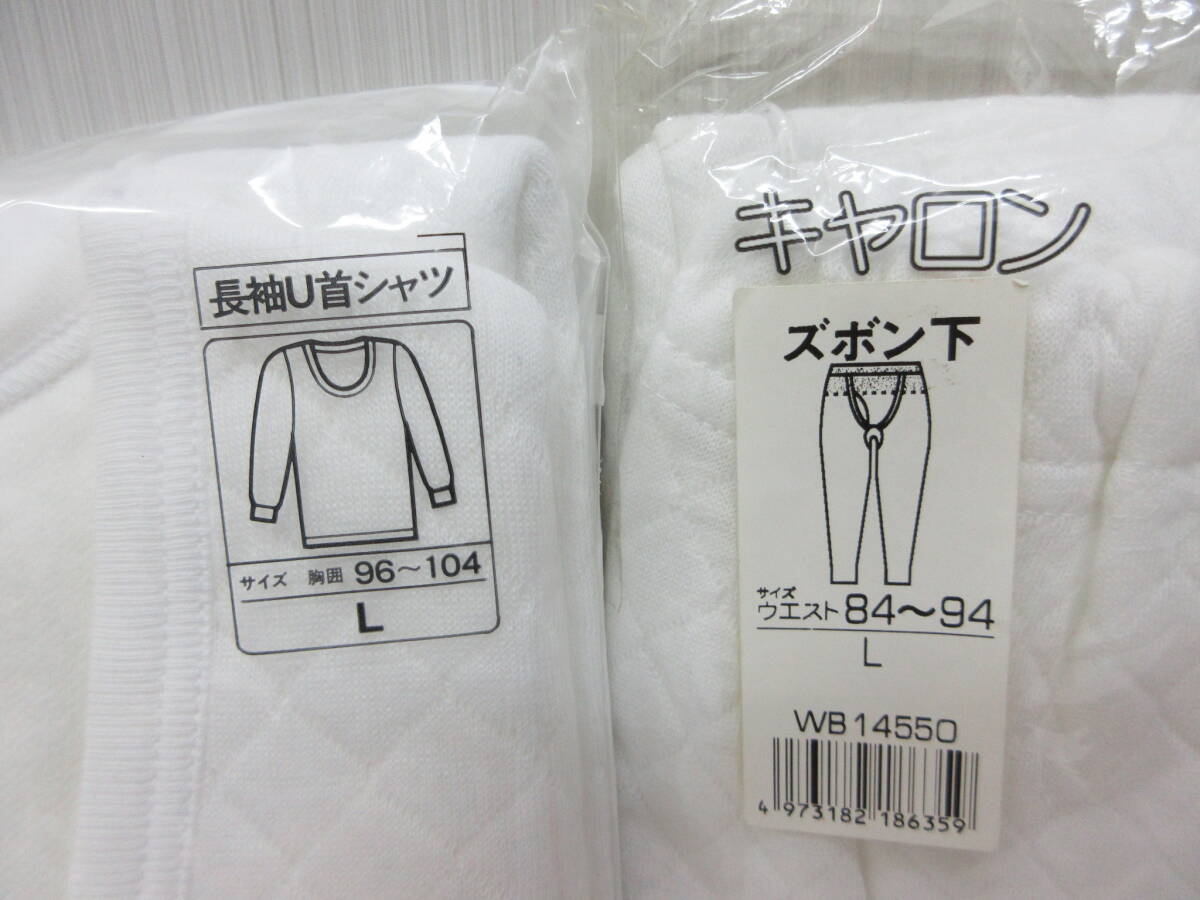 長袖U首シャツ
サイズ 胸囲 96〜104
L
キャロン
ズボン下
サイズ
ウエスト 84〜94
L
WB14550
4 973182 186359